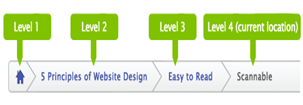 Level 1 Level 2 Level 3 Level 4 (current location)
5 Principles of Website Design Easy to Read Scannable